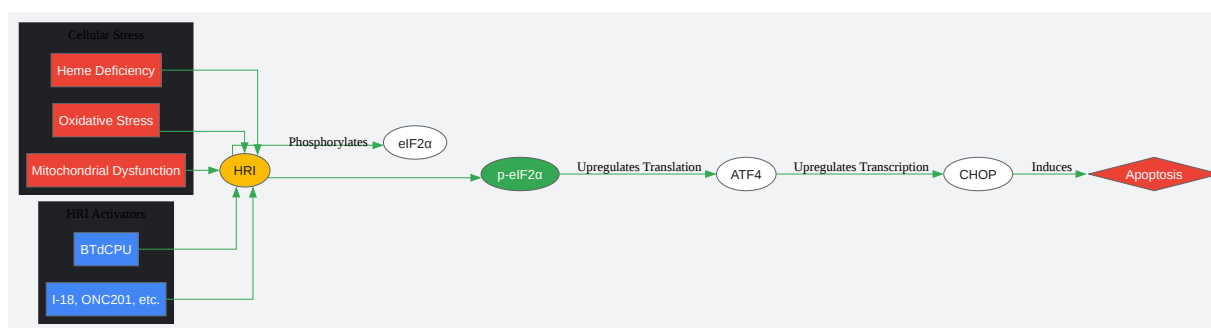 Cellular Stress
Heme Deficiency
Oxidative Stress
Mitochondrial Dysfunction
HRI Activators
BTdCPU
I-18, ONC201, etc.
HRI
Phosphorylates
eIF2α
p-eIF2α
Upregulates Translation
ATF4
Upregulates Transcription
CHOP
Induces
Apoptosis